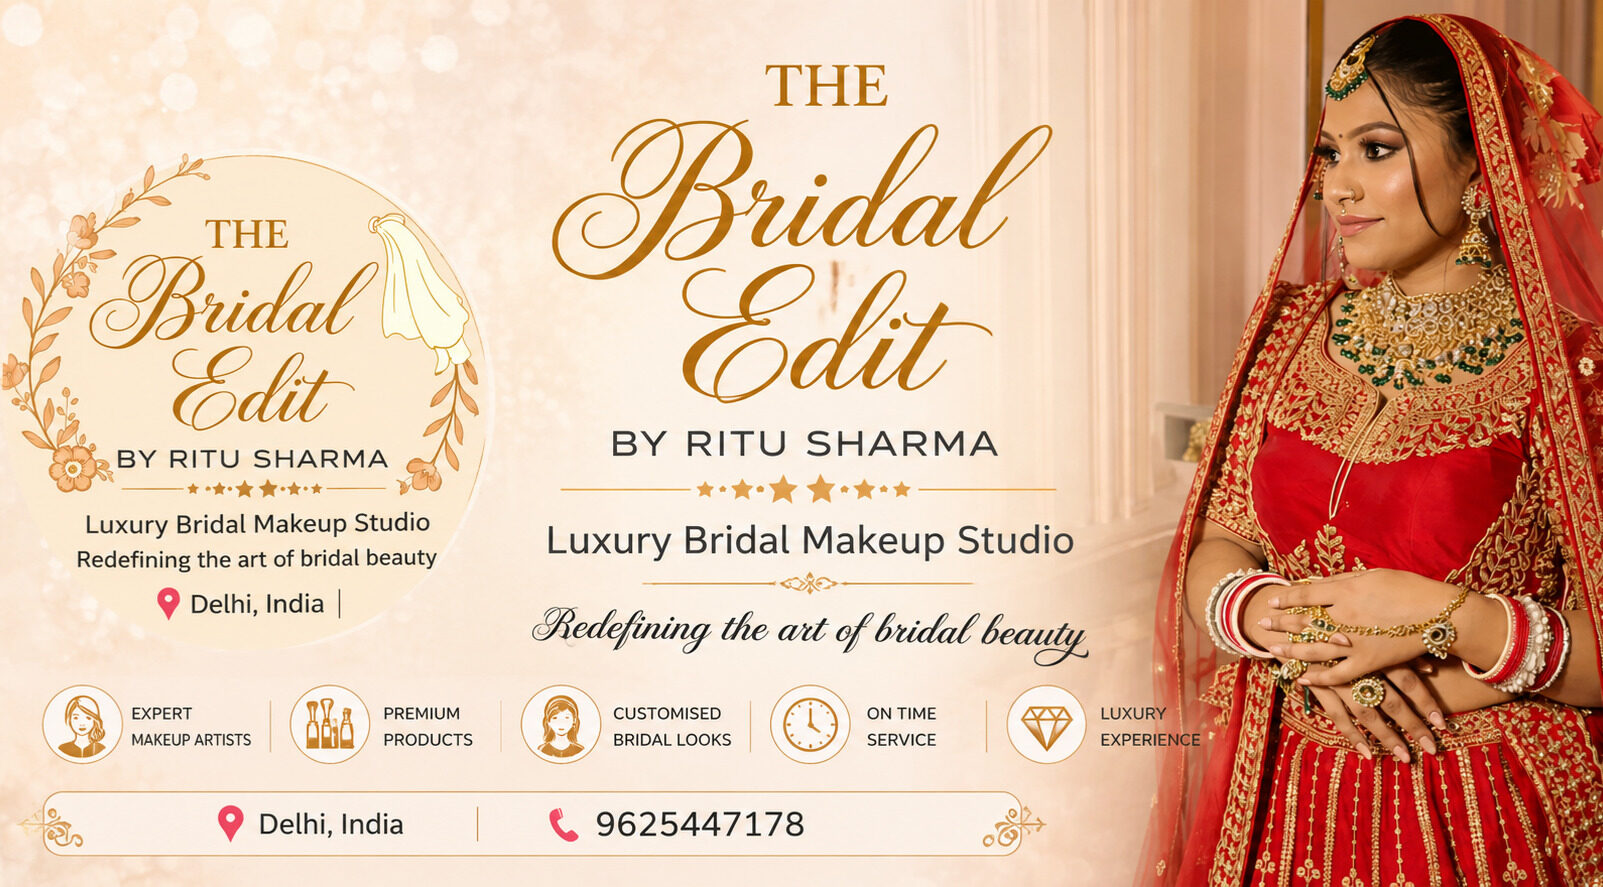 THE
Bridal
Edit
BY RITU SHARMA
Luxury Bridal Makeup Studio
Redefining the art of bridal beauty
Delhi, India |
THE
Bridal
Edit
BY RITU SHARMA
Luxury Bridal Makeup Studio
Redefining the art of bridal beauty
EXPERT
MAKEUP ARTISTS
PREMIUM
PRODUCTS
CUSTOMISED
BRIDAL LOOKS
ON TIME
SERVICE
LUXURY
EXPERIENCE
Delhi, India
9625447178